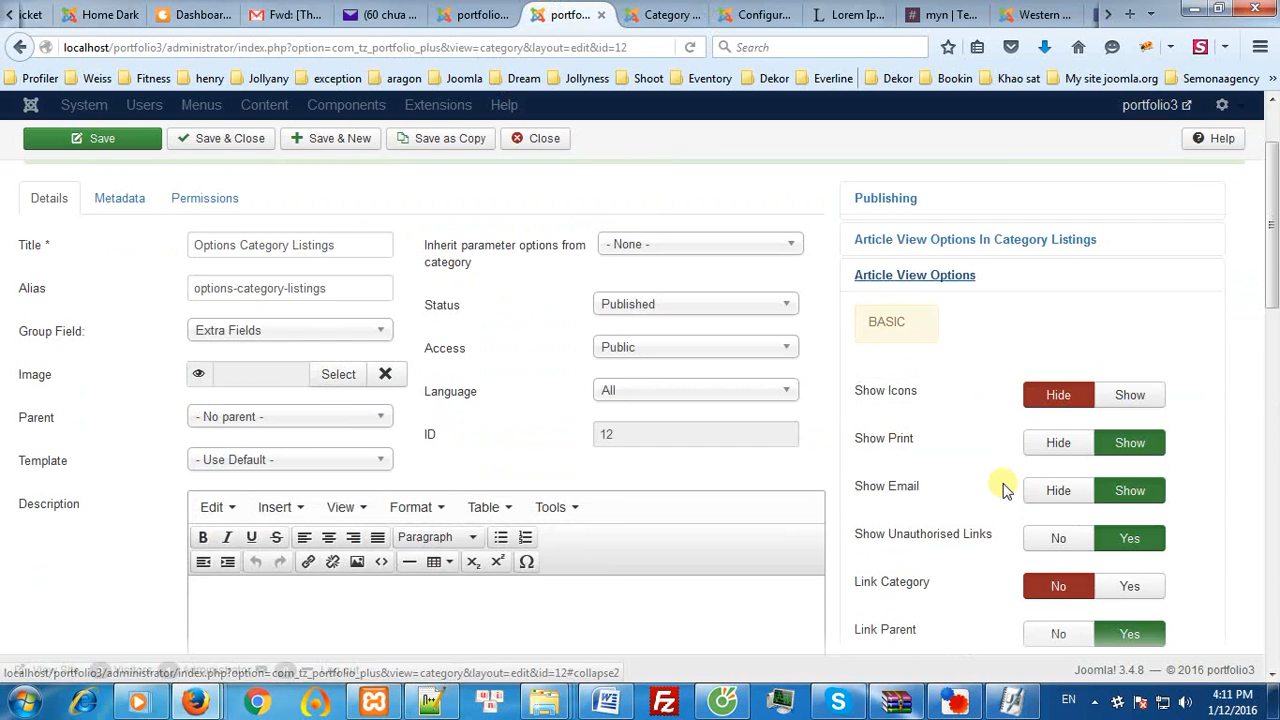 icket
Home Dark
Dashboar...
Fwd: [Th...
(60 chưa ...
portfolio...
portfo...
Category ...
Configur...
Lorem Ip...
myn | Te...
Western ...
localhost/portfolio3/administrator/index.php?option=com_tz_portfolio_plus&view=category&layout=edit&id=12
Search
Profiler
Weiss
Fitness
henry
Jollyany
exception
aragon
Joomla
Dream
Jollyness
Shoot
Eventory
Dekor
Everline
Dekor
Bookin
Khao sat
My site joomla.org
Semonaagency
System
Users
Menus
Content
Components
Extensions
Help
portfolio3
Save
Save & Close
Save & New
Save as Copy
Close
Help
Details
Metadata
Permissions
Title *
Options Category Listings
Alias
options-category-listings
Group Field:
Extra Fields
Image
Select
Parent
- No parent -
Template
- Use Default -
Description
Inherit parameter options from
category
- None -
Status
Published
Access
Public
Language
All
ID
12
Edit
Insert
View
Format
Table
Tools
B I U S
Paragraph
Publishing
Article View Options In Category Listings
Article View Options
BASIC
Show Icons
Hide
Show
Show Print
Hide
Show
Show Email
Hide
Show
Show Unauthorised Links
No
Yes
Link Category
No
Yes
Link Parent
No
Yes
localhost/portfolio3/administrator/index.php?option=com_tz_portfolio_plus&view=category&layout=edit&id=12#collapse2
Joomla! 3.4.8 — © 2016 portfolio3
EN
4:11 PM
1/12/2016